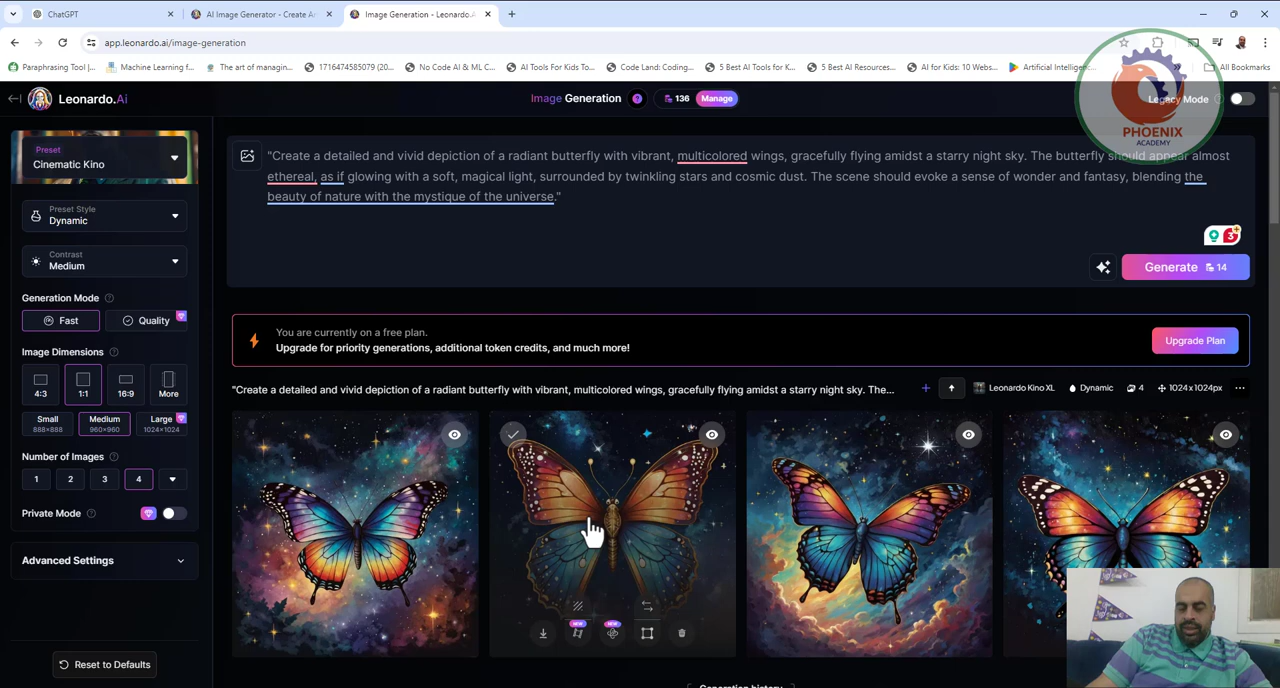 ChatGPT
AI Image Generator - Create Ar
Image Generation - Leonardo.A
app.leonardo.ai/image-generation
Paraphrasing Tool |...
Machine Learning f...
The art of managin...
1716474585079 (20...
No Code AI & ML C...
AI Tools For Kids To...
Code Land: Coding...
5 Best AI Tools for K...
5 Best AI Resources...
AI for Kids: 10 Webs...
Artificial Intelligenc...
All Bookmarks
Leonardo.Ai
Image Generation
136
Manage
Legacy Mode
PHOENIX
ACADEMY
Preset
Cinematic Kino
Preset Style
Dynamic
Contrast
Medium
Generation Mode
Fast
Quality
Image Dimensions
4:3
1:1
16:9
More
Small
888×888
Medium
960×960
Large
1024×1024
Number of Images
1
2
3
4
Private Mode
Advanced Settings
Reset to Defaults
"Create a detailed and vivid depiction of a radiant butterfly with vibrant, multicolored wings, gracefully flying amidst a starry night sky. The butterfly should appear almost
ethereal, as if glowing with a soft, magical light, surrounded by twinkling stars and cosmic dust. The scene should evoke a sense of wonder and fantasy, blending the
beauty of nature with the mystique of the universe."
3
Generate 14
You are currently on a free plan.
Upgrade for priority generations, additional token credits, and much more!
Upgrade Plan
"Create a detailed and vivid depiction of a radiant butterfly with vibrant, multicolored wings, gracefully flying amidst a starry night sky. The...
Leonardo Kino XL
Dynamic
4
1024x1024px
NEW
NEW
Generation history